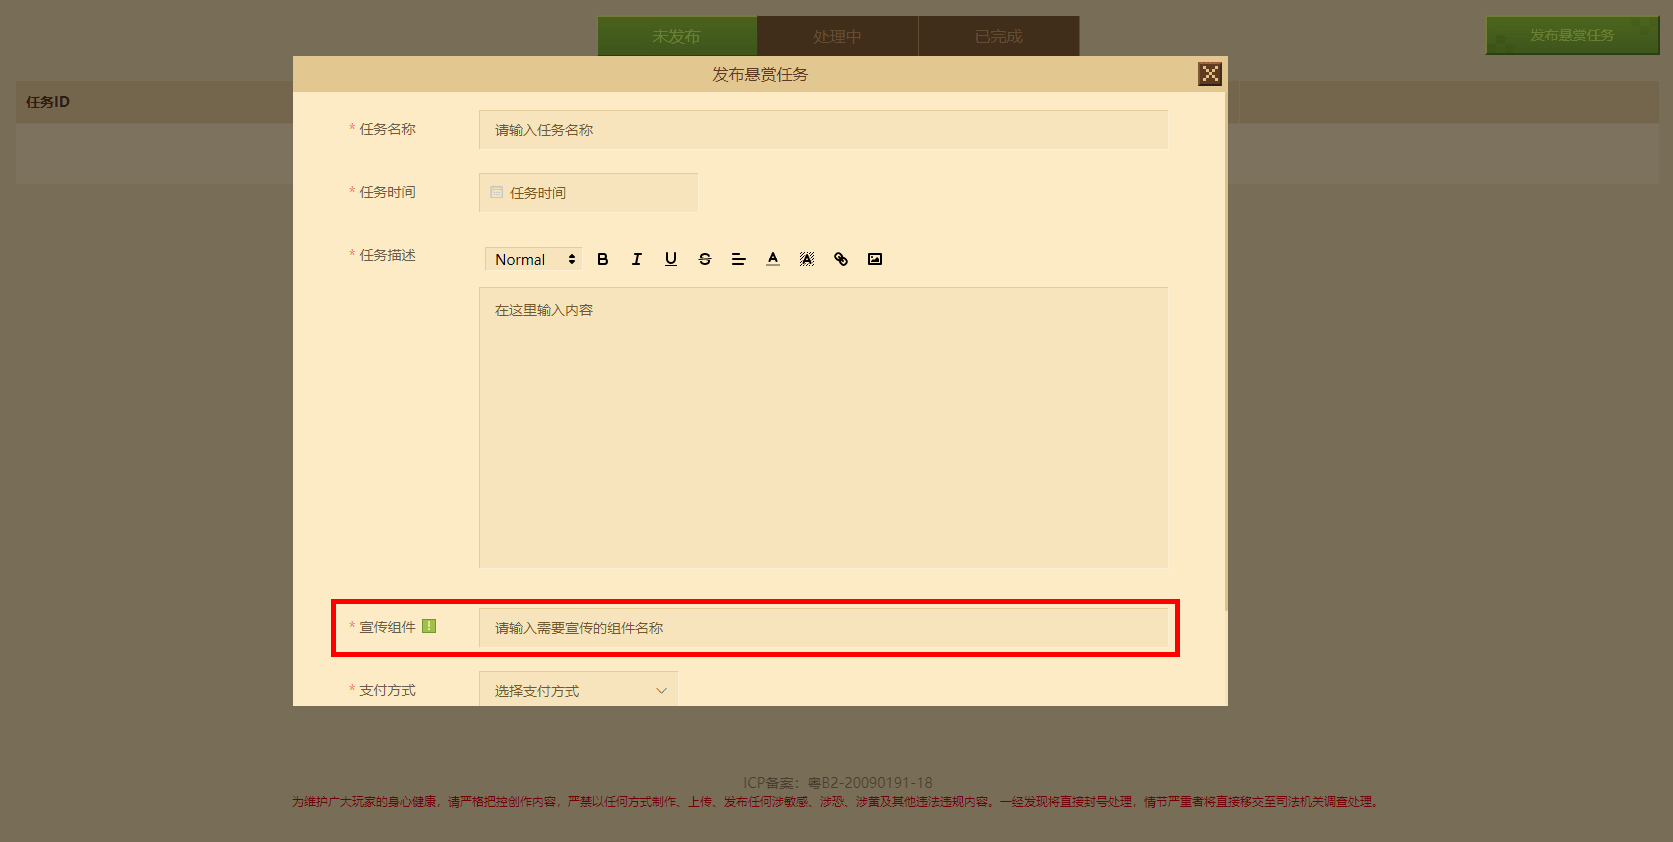 未发布
处理中
已完成
发布悬赏任务
发布悬赏任务
任务ID
* 任务名称
请输入任务名称
* 任务时间
任务时间
* 任务描述
Normal
在这里输入内容
* 宣传组件
请输入需要宣传的组件名称
* 支付方式
选择支付方式
ICP备案：粤B2-20090191-18
为维护广大玩家的身心健康，请严格把控创作内容，严禁以任何方式制作、上传、发布任何涉敏感、涉恐、涉黄及其他违法违规内容。一经发现将直接封号处理，情节严重者将直接移交至司法机关调查处理。